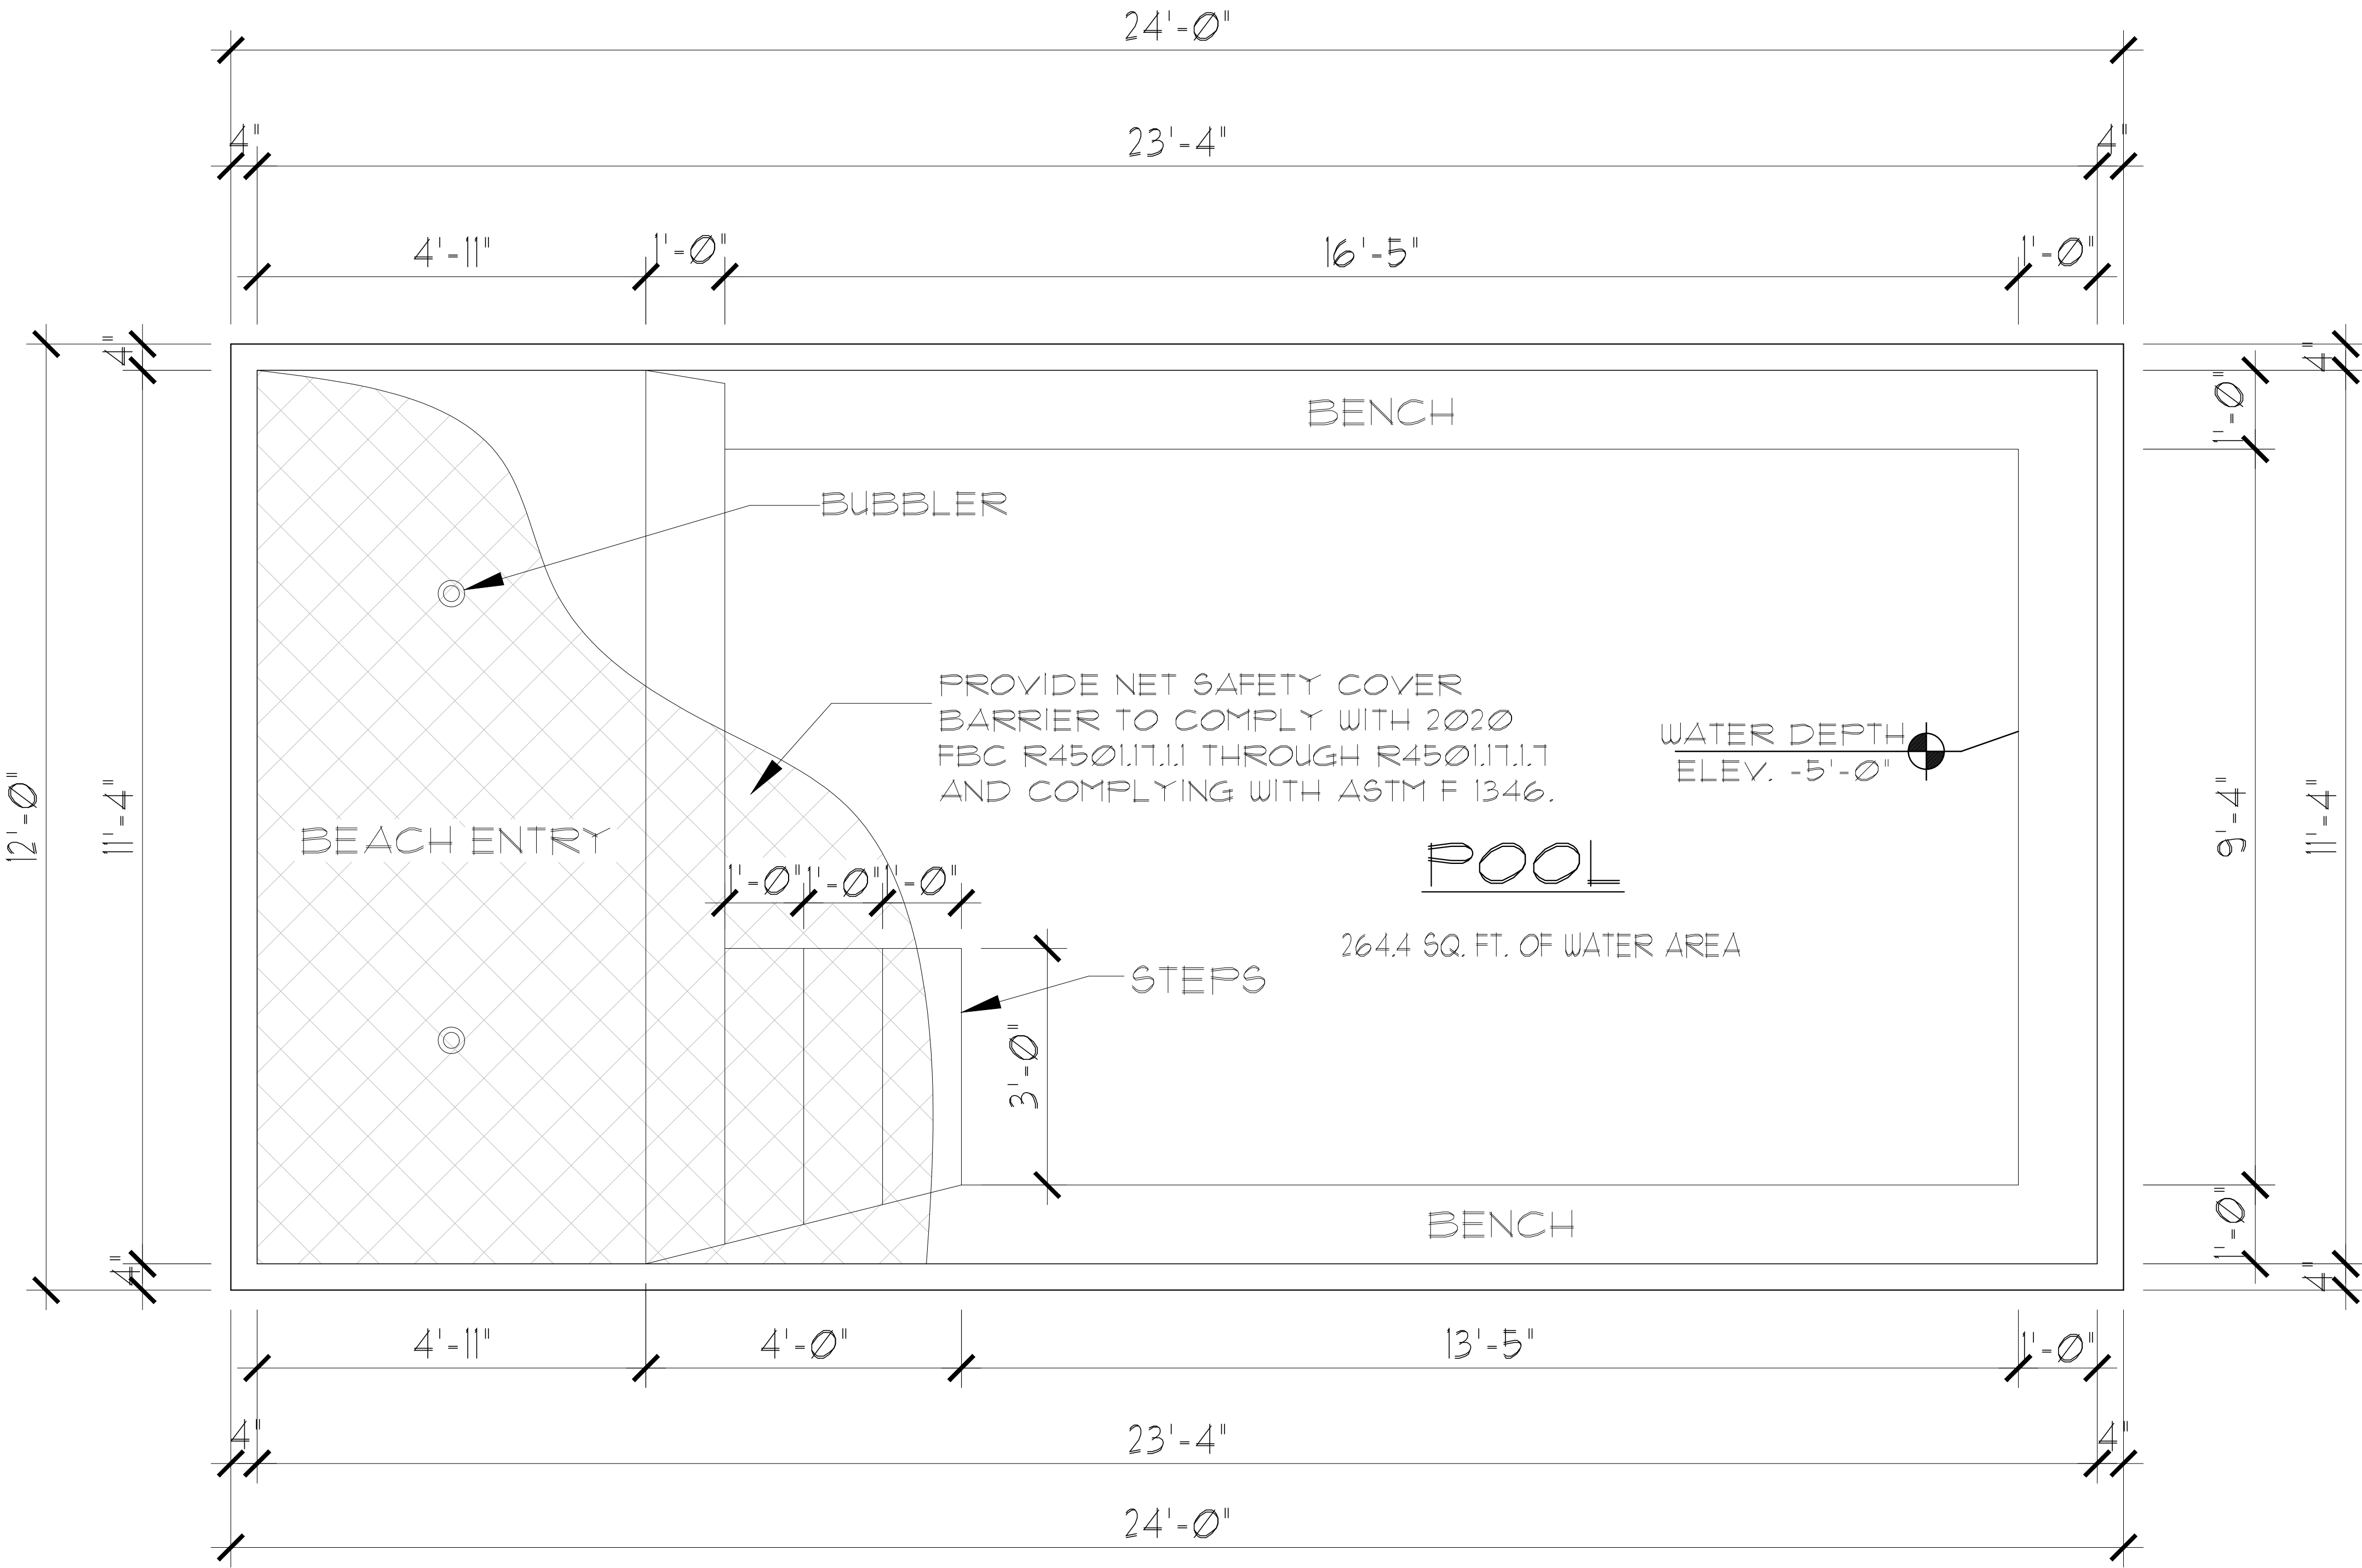 24'-0"
4"
23'-4"
4"
4'-11"
1'-0"
16'-5"
1'-0"
4"
4"
1'-0"
BENCH
BUBBLER
PROVIDE NET SAFETY COVER
BARRIER TO COMPLY WITH 2020
FBC R4501.17.1.1 THROUGH R4501.17.1.7
AND COMPLYING WITH ASTM F 1346.
WATER DEPTH
ELEV. -5'-0"
12'-0"
11'-4"
9'-4"
11'-4"
BEACH ENTRY
POOL
1'-0"
1'-0"
1'-0"
264.4 SQ. FT. OF WATER AREA
STEPS
3'-0"
BENCH
1'-0"
4"
4"
4'-11"
4'-0"
13'-5"
1'-0"
4"
23'-4"
4"
24'-0"